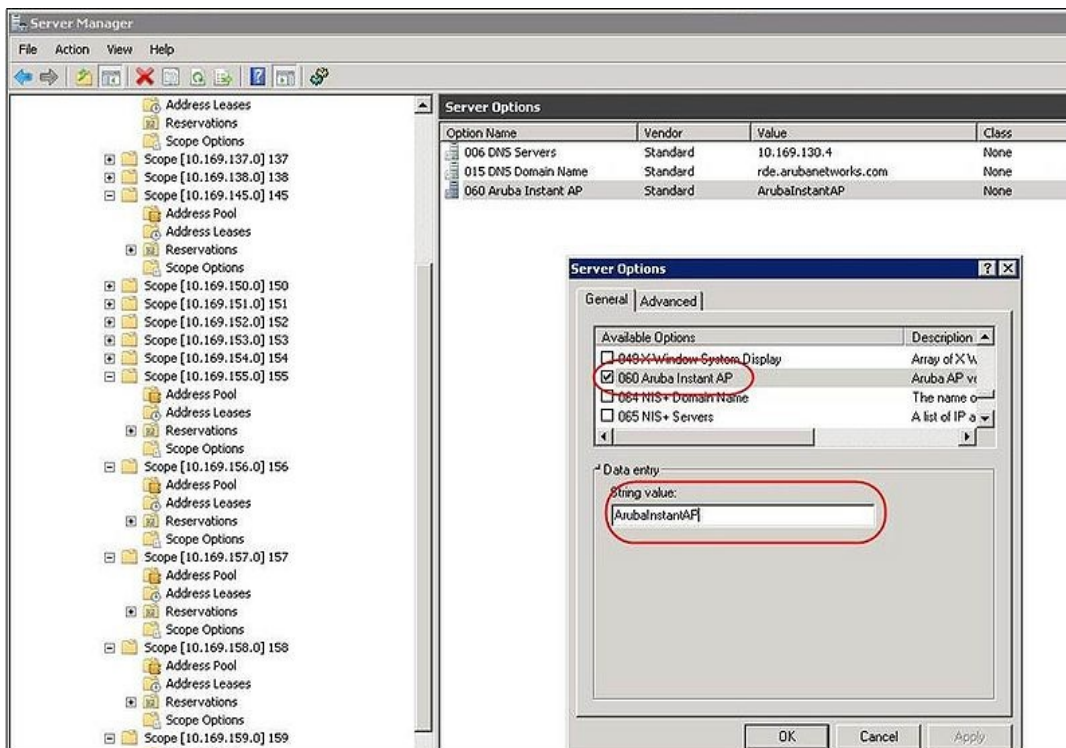 Server Manager
File Action View Help
Address Leases
Reservations
Scope Options
Scope [10.169.137.0] 137
Scope [10.169.138.0] 138
Scope [10.169.145.0] 145
Address Pool
Address Leases
Reservations
Scope Options
Scope [10.169.150.0] 150
Scope [10.169.151.0] 151
Scope [10.169.152.0] 152
Scope [10.169.153.0] 153
Scope [10.169.154.0] 154
Scope [10.169.155.0] 155
Address Pool
Address Leases
Reservations
Scope Options
Scope [10.169.156.0] 156
Address Pool
Address Leases
Reservations
Scope Options
Scope [10.169.157.0] 157
Address Pool
Address Leases
Reservations
Scope Options
Scope [10.169.158.0] 158
Address Pool
Address Leases
Reservations
Scope Options
Scope [10.169.159.0] 159
Server Options
Option Name Vendor Value Class
006 DNS Servers Standard 10.169.130.4 None
015 DNS Domain Name Standard rde.arubanetworks.com None
060 Aruba Instant AP Standard ArubaInstantAP None
Server Options
General Advanced
Available Options Description
049 X Window System Display Array of X W
060 Aruba Instant AP Aruba AP ve
064 NIS+ Domain Name The name o
065 NIS+ Servers A list of IP a
Data entry
String value:
ArubaInstantAP
OK Cancel Apply